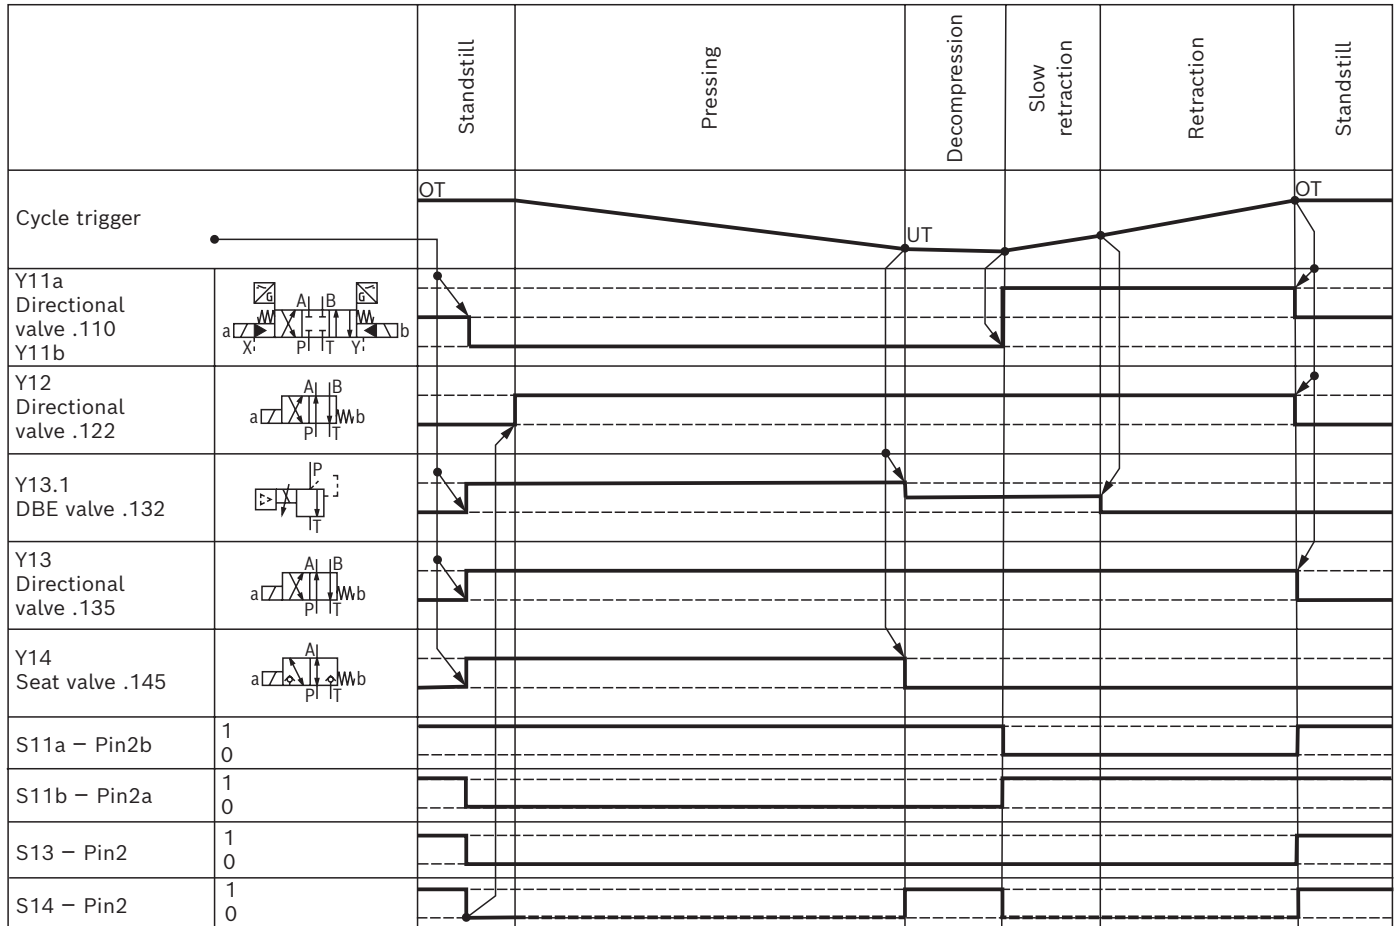 Standstill
Pressing
Decompression
Slow
retraction
Retraction
Standstill
Cycle trigger
OT
UT
OT
Y11a
Directional
valve .110
Y11b
A B
a b
X P T Y
Y12
Directional
valve .122
A B
a b
P T
Y13.1
DBE valve .132
P
T
Y13
Directional
valve .135
A B
a b
P T
Y14
Seat valve .145
A
a b
P T
S11a – Pin2b
1
0
S11b – Pin2a
1
0
S13 – Pin2
1
0
S14 – Pin2
1
0